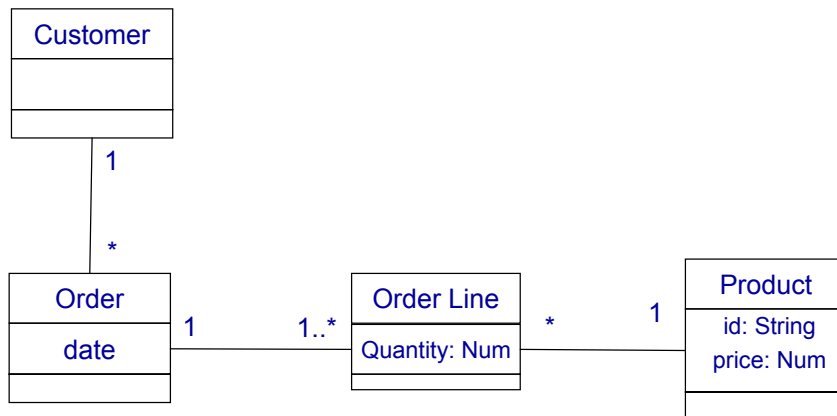 Customer
1
*
Order
date
1
1..*
Order Line
Quantity: Num
*
1
Product
id: String
price: Num